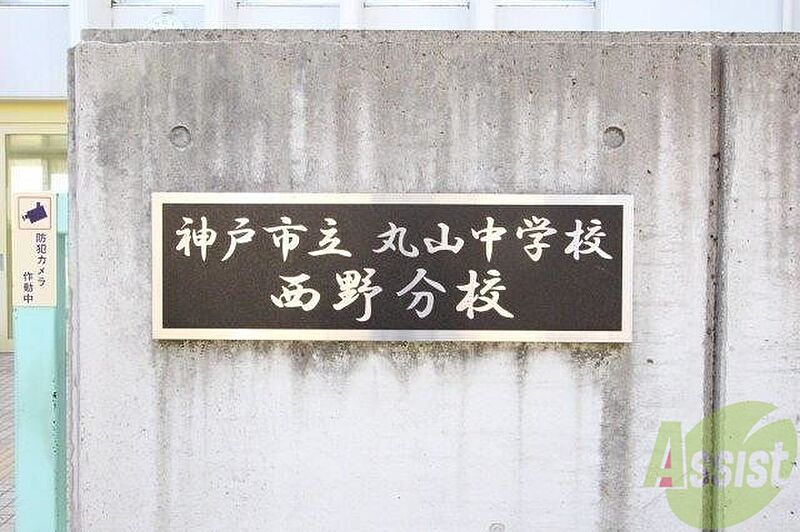 神戸市立 丸山中学校
西野分校
防犯カメラ
作動中
Assist